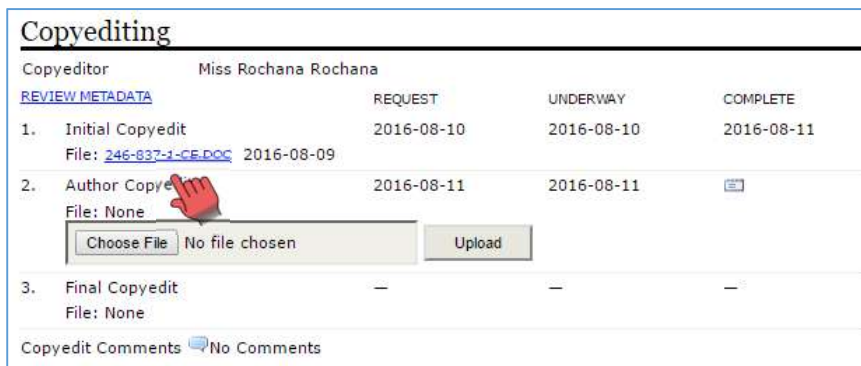 Copyediting
Copyeditor Miss Rochana Rochana
REVIEW METADATA REQUEST UNDERWAY COMPLETE
1. Initial Copyedit 2016-08-10 2016-08-10 2016-08-11
File: 246-837-1-CE.DOC 2016-08-09
2. Author Copyedit 2016-08-11 2016-08-11
File: None
Choose File No file chosen Upload
3. Final Copyedit — — —
File: None
Copyedit Comments No Comments